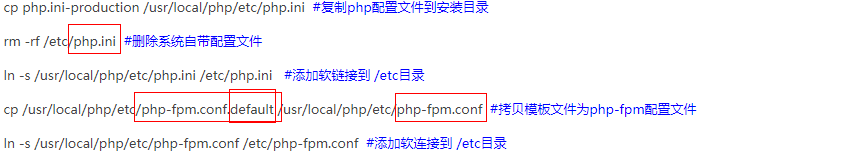 cp php.ini-production /usr/local/php/etc/php.ini #复制php配置文件到安装目录
rm -rf /etc/php.ini #删除系统自带配置文件
ln -s /usr/local/php/etc/php.ini /etc/php.ini #添加软链接到 /etc目录
cp /usr/local/php/etc/php-fpm.conf.default /usr/local/php/etc/php-fpm.conf #拷贝模板文件为php-fpm配置文件
ln -s /usr/local/php/etc/php-fpm.conf /etc/php-fpm.conf #添加软连接到 /etc目录